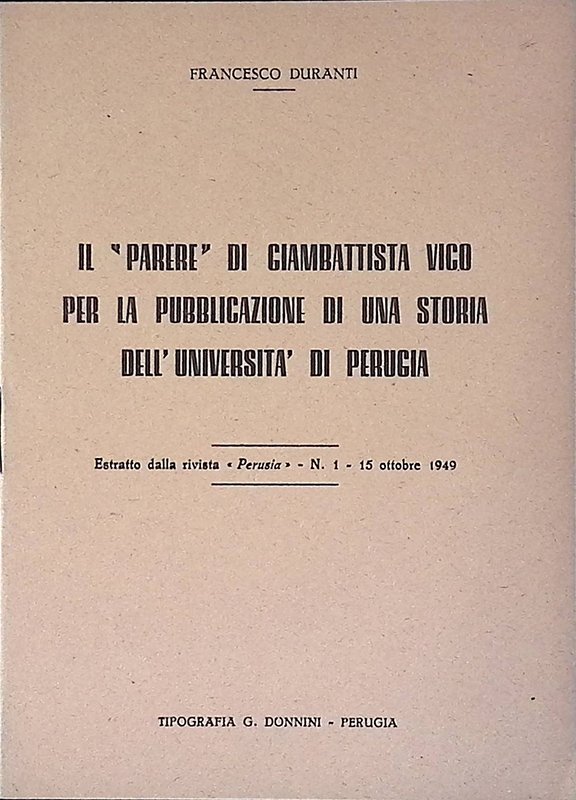 FRANCESCO DURANTI
IL "PARERE" DI GIAMBATTISTA VICO
PER LA PUBBLICAZIONE DI UNA STORIA
DELL'UNIVERSITA' DI PERUGIA
Estratto dalla rivista « Perusia » - N. 1 - 15 ottobre 1949
TIPOGRAFIA G. DONNINI - PERUGIA